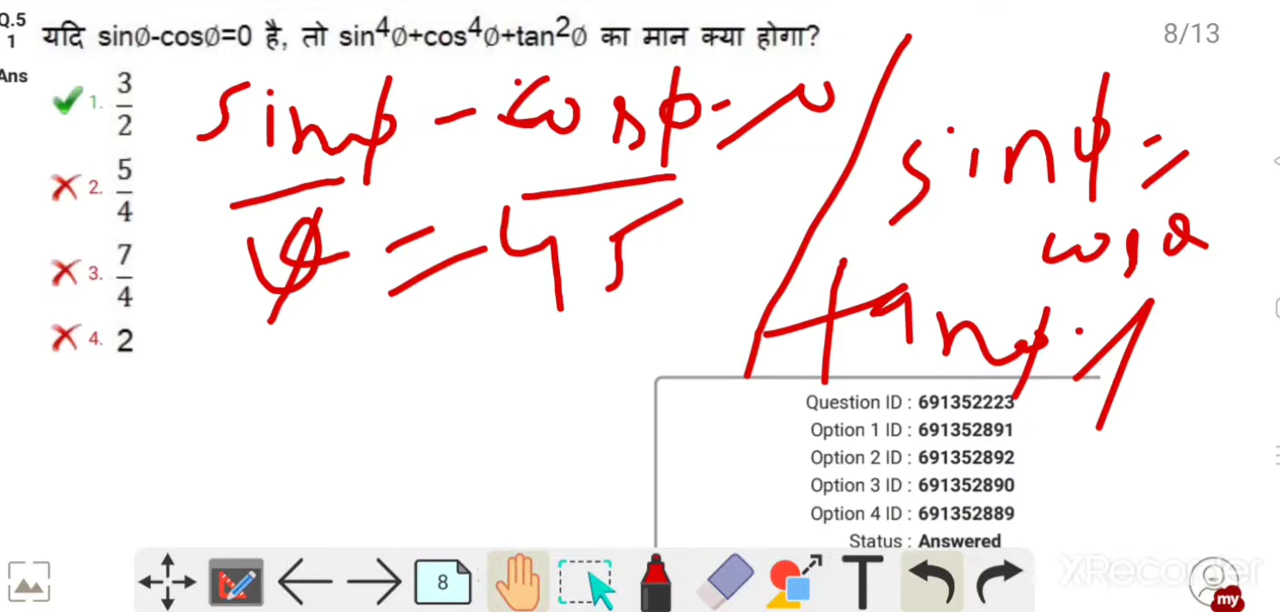 Q.5
1 यदि sinø-cosø=0 है, तो sin⁴ø+cos⁴ø+tan²ø का मान क्या होगा?
8/13
Ans
1. 3/2
2. 5/4
3. 7/4
4. 2
sinφ - cosφ = 0
φ = 45
sinφ =
cosø
tanφ = 1
Question ID : 691352223
Option 1 ID : 691352891
Option 2 ID : 691352892
Option 3 ID : 691352890
Option 4 ID : 691352889
Status : Answered
8
T
XRecorder
my